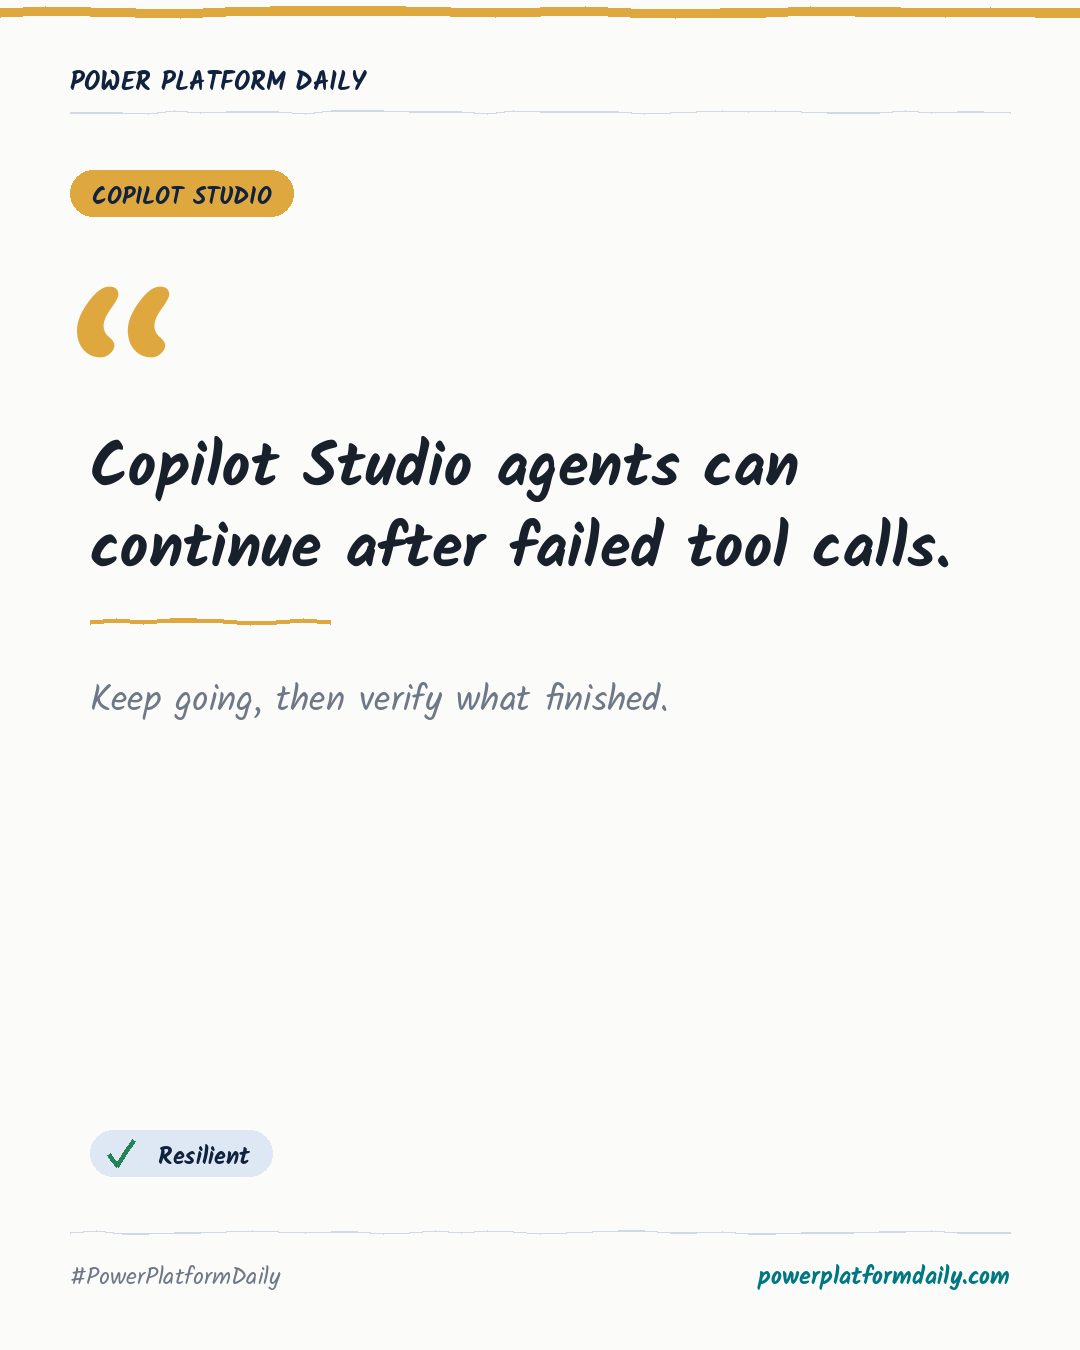 POWER PLATFORM DAILY
COPILOT STUDIO
“
Copilot Studio agents can
continue after failed tool calls.
Keep going, then verify what finished.
Resilient
#PowerPlatformDaily
powerplatformdaily.com